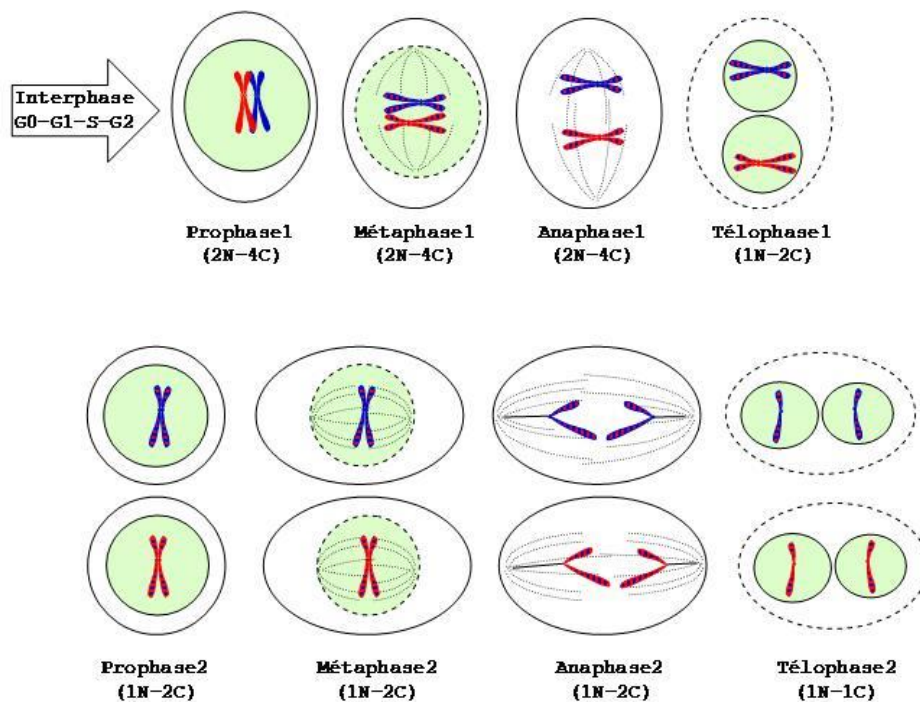 Interphase
G0-G1-S-G2
Prophase1
(2N-4C)
Métaphase1
(2N-4C)
Anaphase1
(2N-4C)
Télophase1
(1N-2C)
Prophase2
(1N-2C)
Métaphase2
(1N-2C)
Anaphase2
(1N-2C)
Télophase2
(1N-1C)